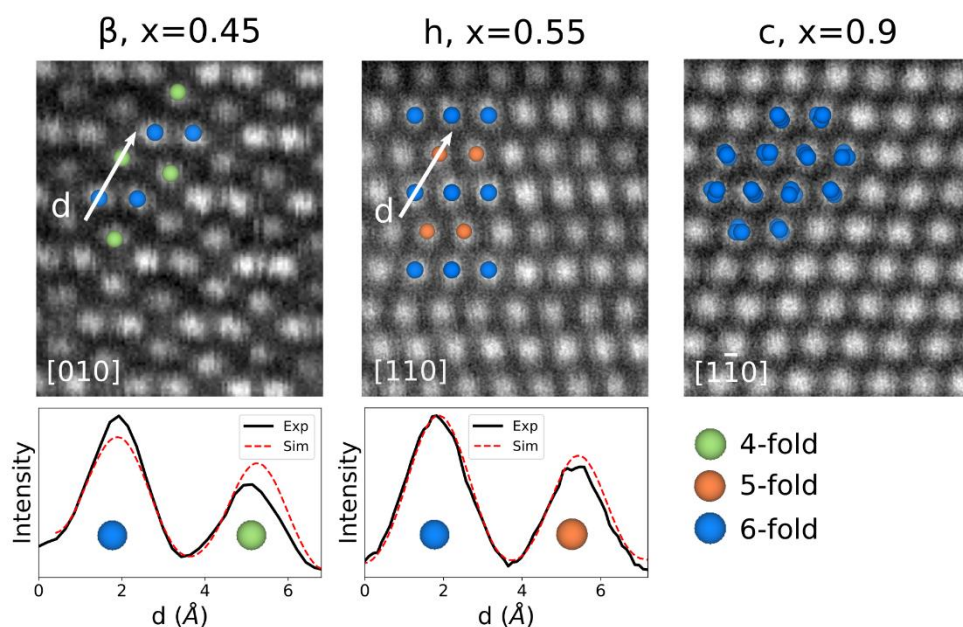 β, x=0.45
h, x=0.55
c, x=0.9
d
d
[010]
[110]
[11̅0]
Intensity
Exp
Sim
0 2 4 6
d (Å)
Intensity
Exp
Sim
0 2 4 6
d (Å)
4-fold
5-fold
6-fold